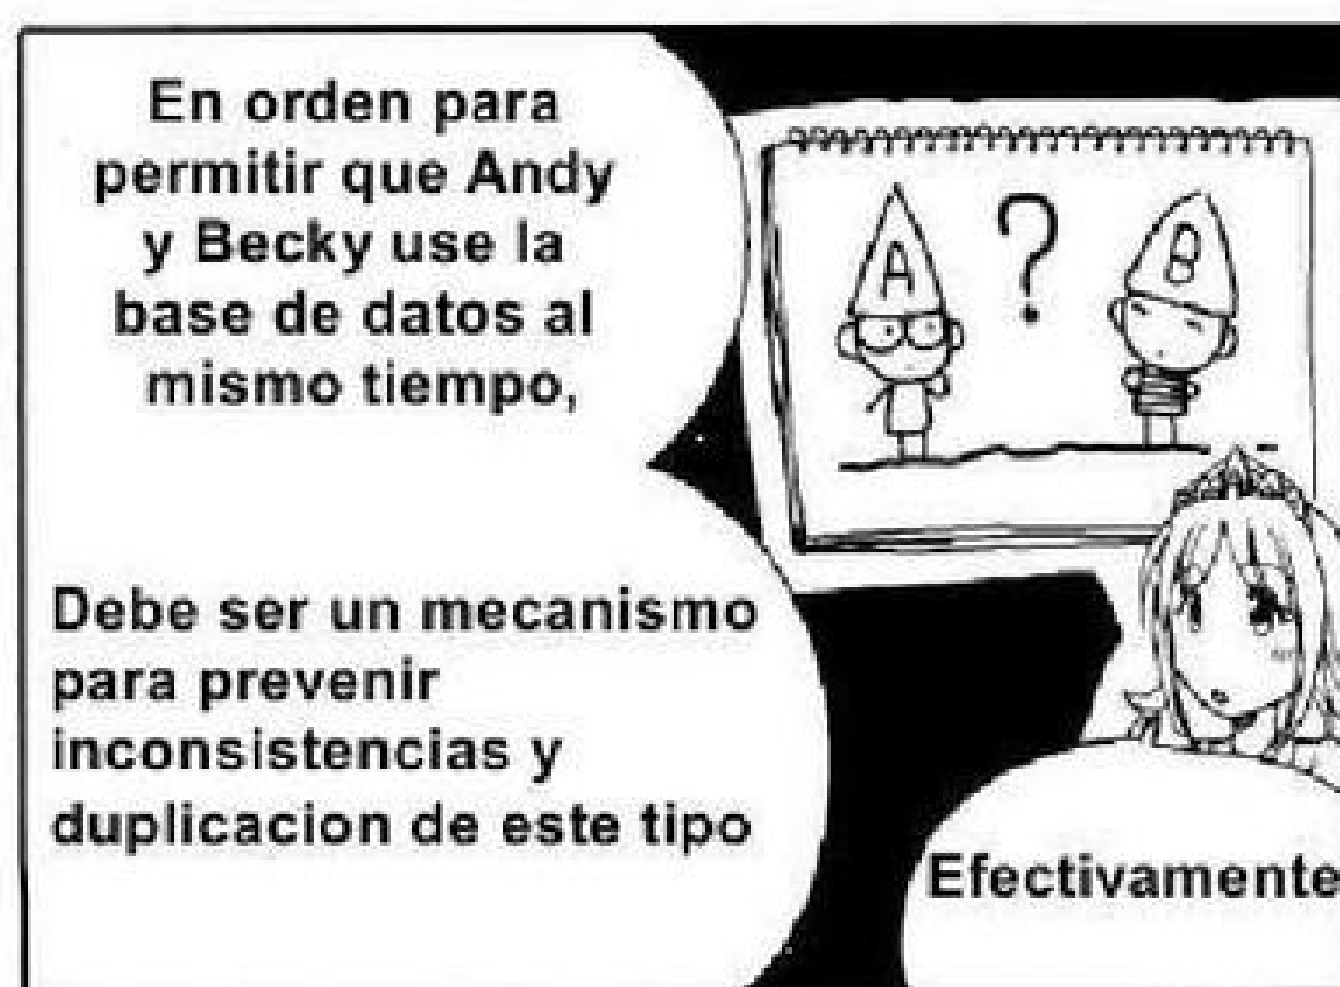 En orden para
permitir que Andy
y Becky use la
base de datos al
mismo tiempo,
A
?
B
Debe ser un mecanismo
para prevenir
inconsistencias y
duplicacion de este tipo
Efectivamente